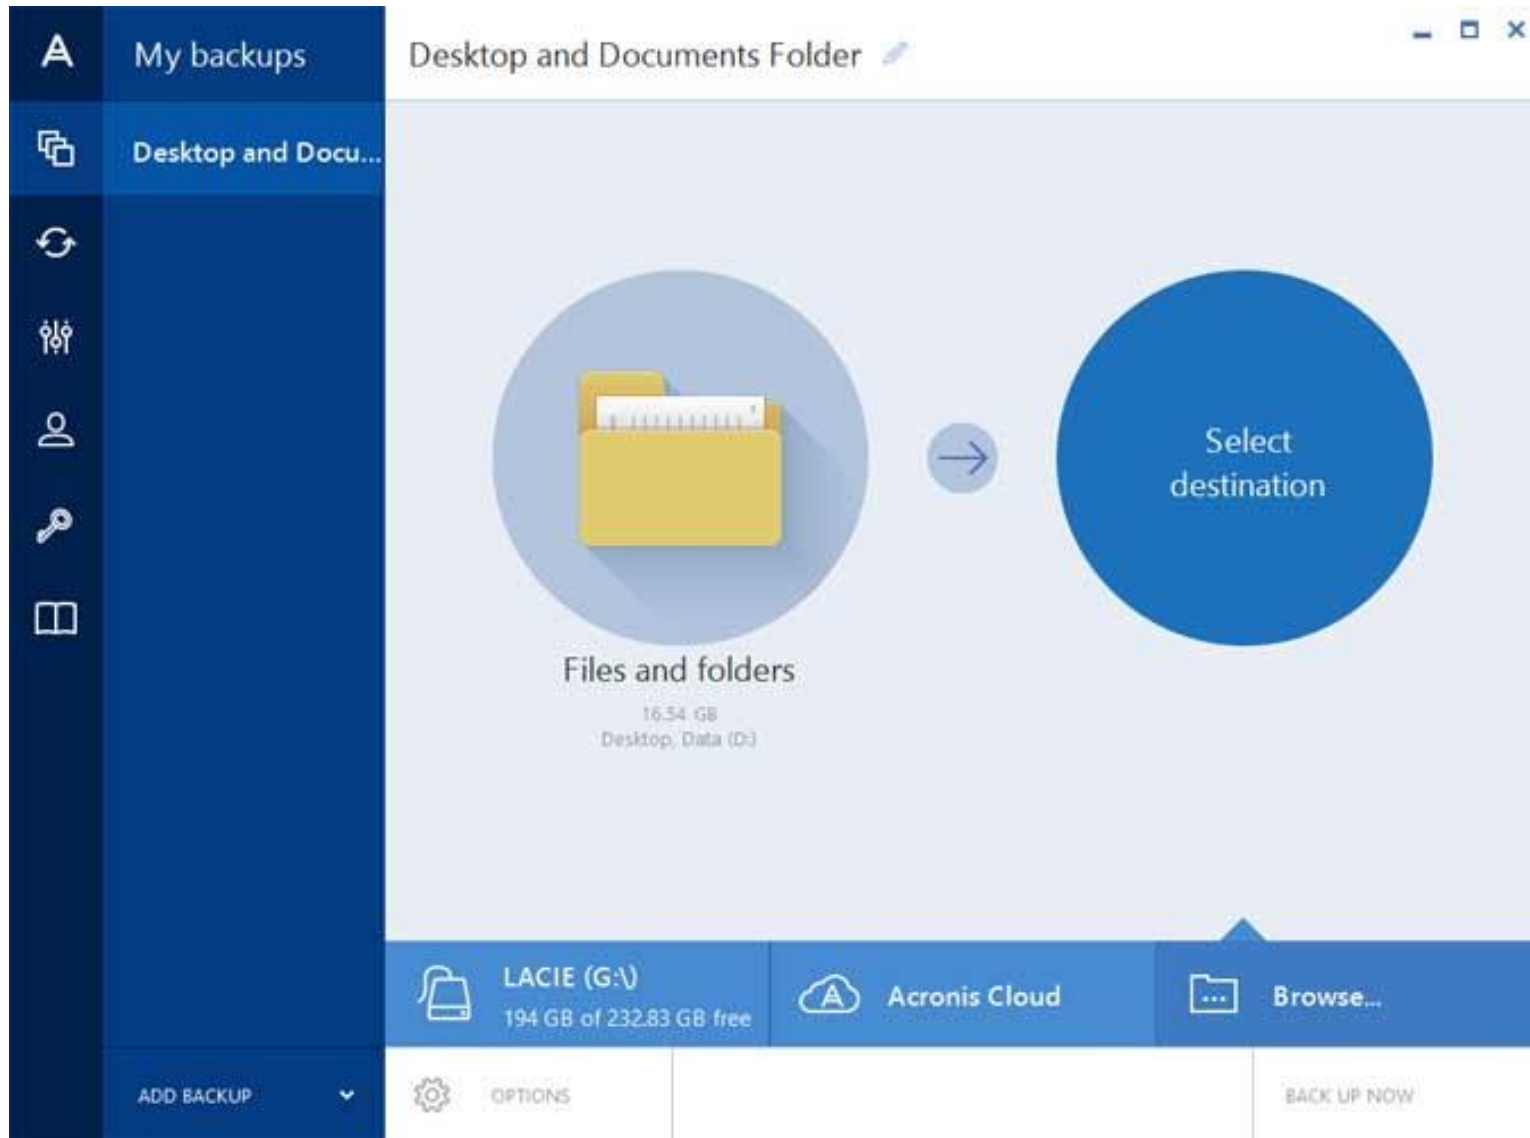 My backups
Desktop and Documents Folder
Desktop and Docu...
Select
destination
Files and folders
16.54 GB
Desktop, Data (D:)
LACIE (G:\)
194 GB of 232.83 GB free
Acronis Cloud
Browse...
ADD BACKUP
OPTIONS
BACK UP NOW